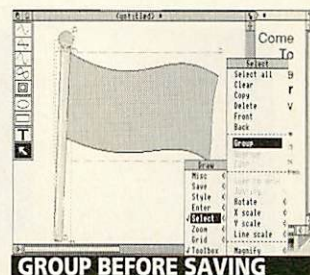 (untitled) *
Come
To
Select
Select all
Clear
Copy
Delete
Front
Back
Group
Rotate
X scale
Y scale
Line scale
Magnify
Draw
Misc
Save
Style
Enter
Select
Zoom
Grid
Toolbox
T
GROUP BEFORE SAVING